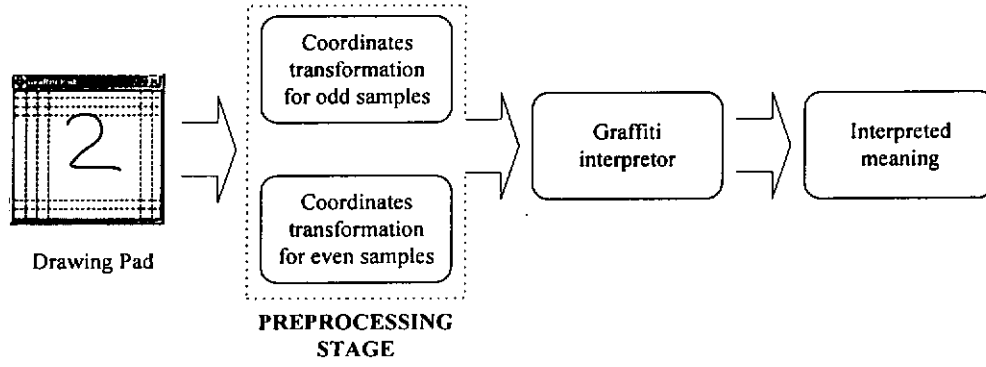 Coordinates
transformation
for odd samples
2
Graffiti
interpretor
Interpreted
meaning
Coordinates
transformation
for even samples
Drawing Pad
PREPROCESSING
STAGE